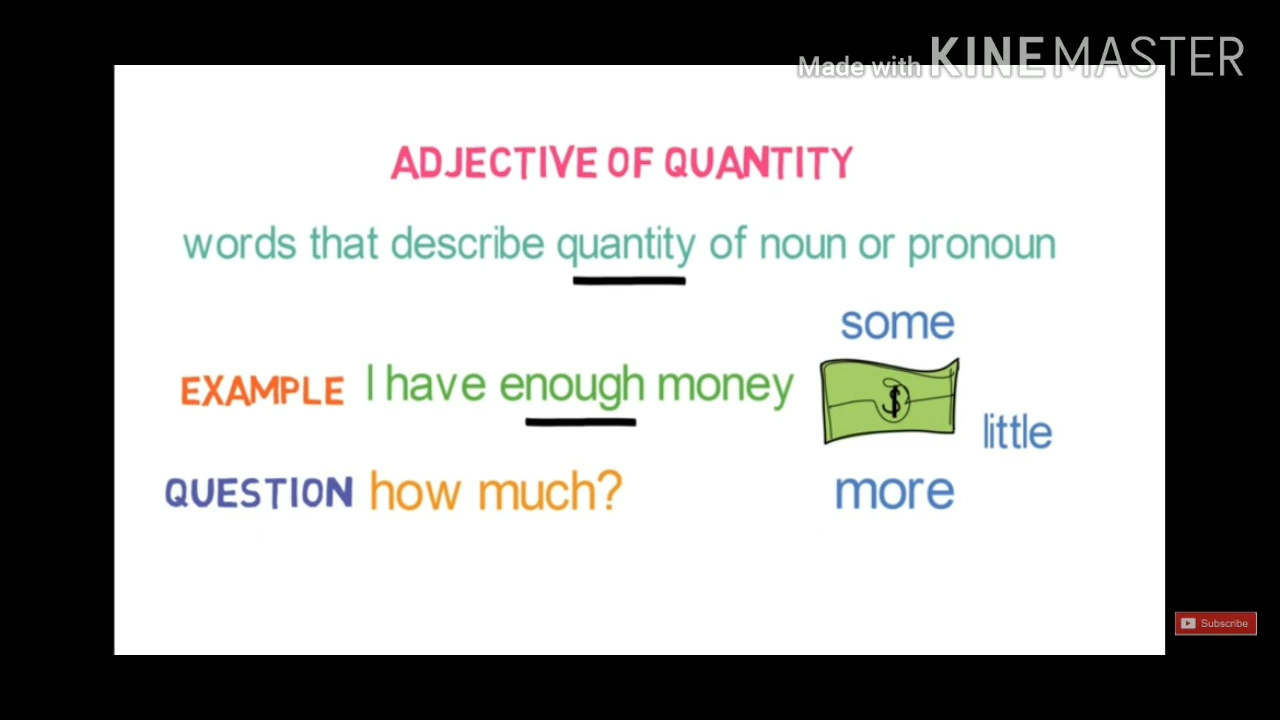 Made with KINEMASTER
ADJECTIVE OF QUANTITY
words that describe quantity of noun or pronoun
some
EXAMPLE I have enough money
$
little
QUESTION how much?
more
Subscribe